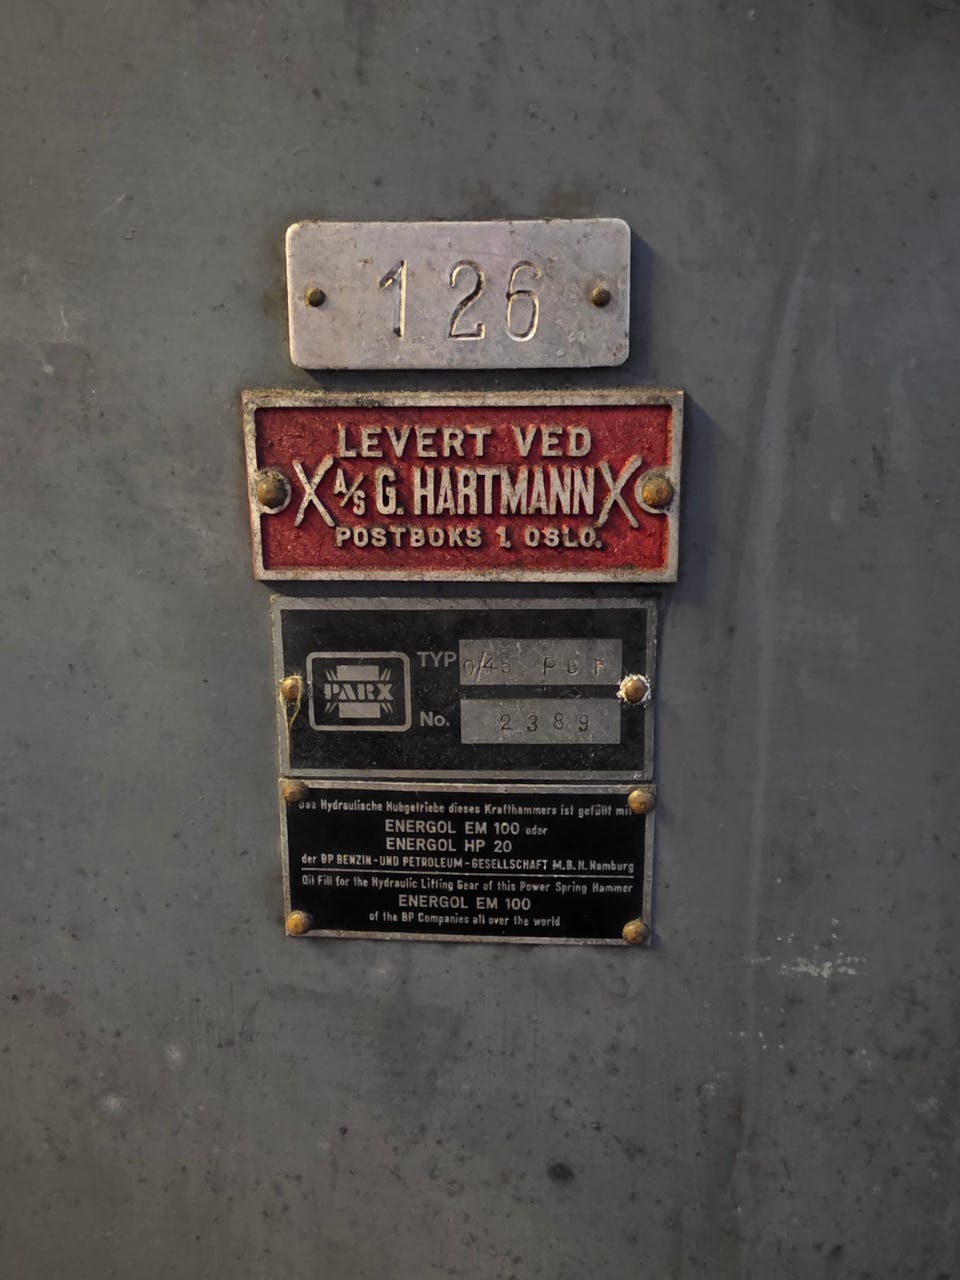 126
LEVERT VED
A/S G. HARTMANN
POSTBOKS 1 OSLO.
PARX
TYP 0/45
No. 2389
Das Hydraulische Hubgetriebe dieses Krafthammers ist gefüllt mit
ENERGOL EM 100 oder
ENERGOL HP 20
der BP BENZIN-UND PETROLEUM-GESELLSCHAFT M.B.H. Hamburg
Oil Fill for the Hydraulic Lifting Gear of this Power Spring Hammer
ENERGOL EM 100
of the BP Companies all over the world